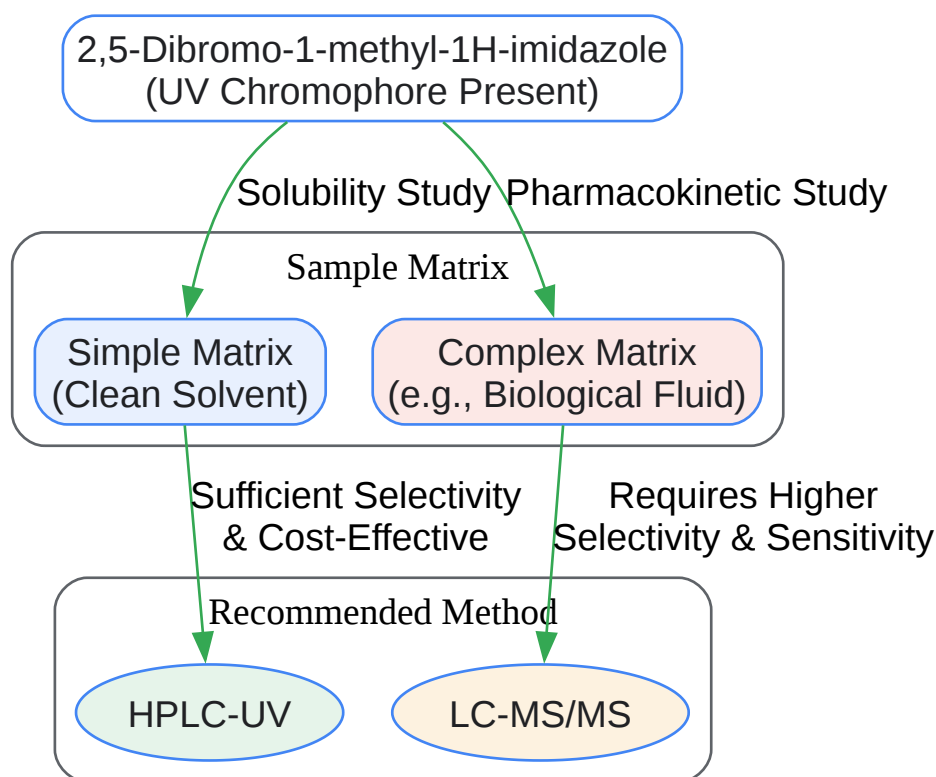 2,5-Dibromo-1-methyl-1H-imidazole
(UV Chromophore Present)
Solubility Study
Pharmacokinetic Study
Sample Matrix
Simple Matrix
(Clean Solvent)
Complex Matrix
(e.g., Biological Fluid)
Sufficient Selectivity
& Cost-Effective
Requires Higher
Selectivity & Sensitivity
Recommended Method
HPLC-UV
LC-MS/MS